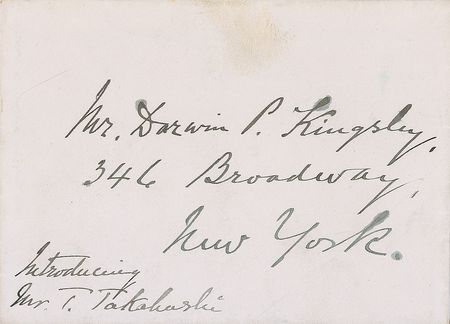 Mr. Darwin P. Kingsley,
346 Broadway,
New York.
Introducing
Mr. T. Takahashi